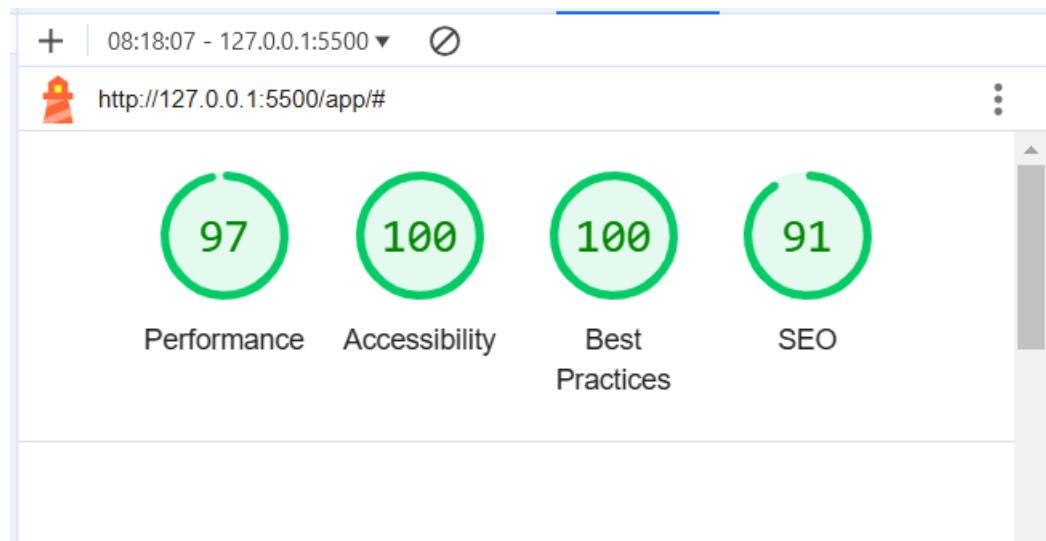 08:18:07 - 127.0.0.1:5500 ▼
http://127.0.0.1:5500/app/#
97 100 100 91
Performance Accessibility Best Practices SEO